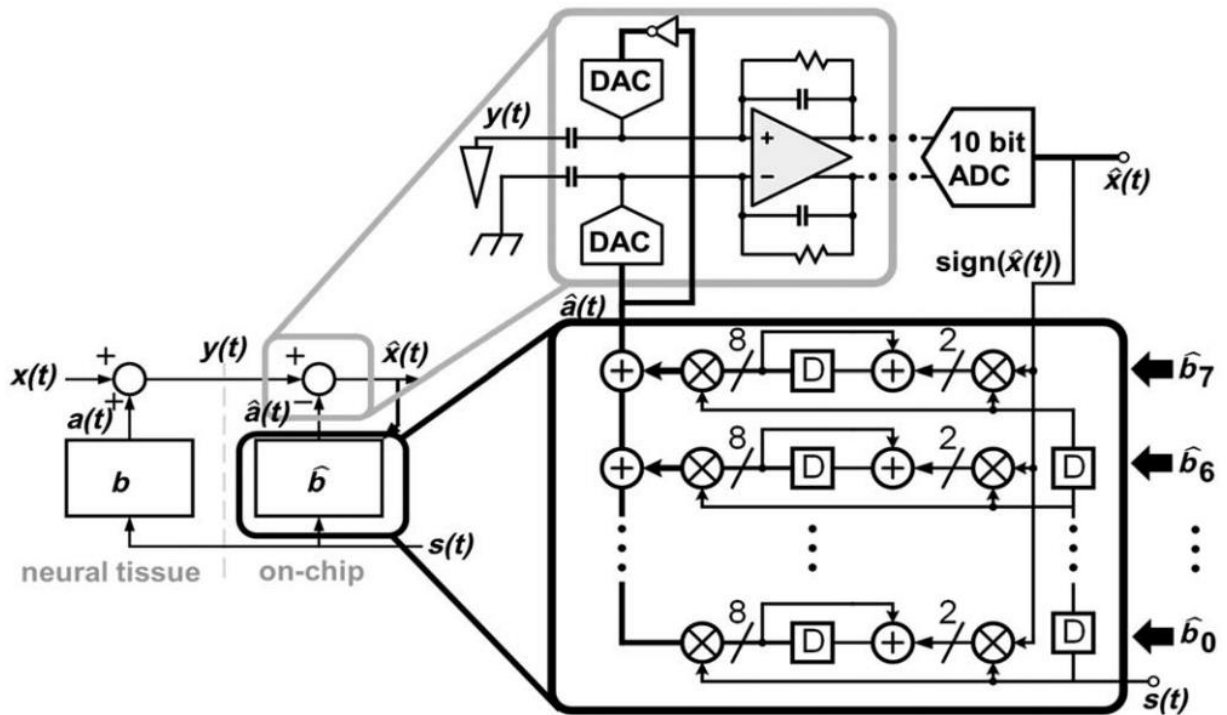 DAC
y(t)
+
−
10 bit
ADC
x̂(t)
DAC
sign(x̂(t))
â(t)
8
D
+
2
b̂7
8
D
+
2
D
b̂6
8
D
+
2
D
b̂0
s(t)
x(t)
+
+
y(t)
+
−
x̂(t)
a(t)
â(t)
b
b̂
s(t)
neural tissue
on-chip